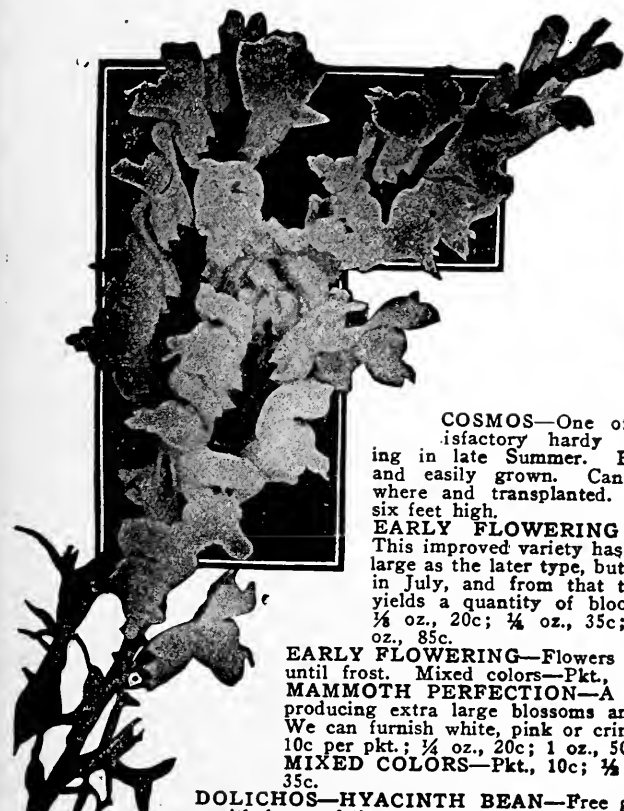 COSMOS—One o
isfactory hardy
ing in late Summer.
and easily grown. Can
where and transplanted.
six feet high.
EARLY FLOWERING
This improved variety has
large as the later type, but
in July, and from that t
yields a quantity of bloo
⅛ oz., 20c; ¼ oz., 35c;
oz., 85c.
EARLY FLOWERING—Flowers
until frost. Mixed colors—Pkt.,
MAMMOTH PERFECTION—A
producing extra large blossoms an
We can furnish white, pink or crim
10c per pkt.; ¼ oz., 20c; 1 oz., 50
MIXED COLORS—Pkt., 10c; ½
35c.
DOLICHOS—HYACINTH BEAN—Free